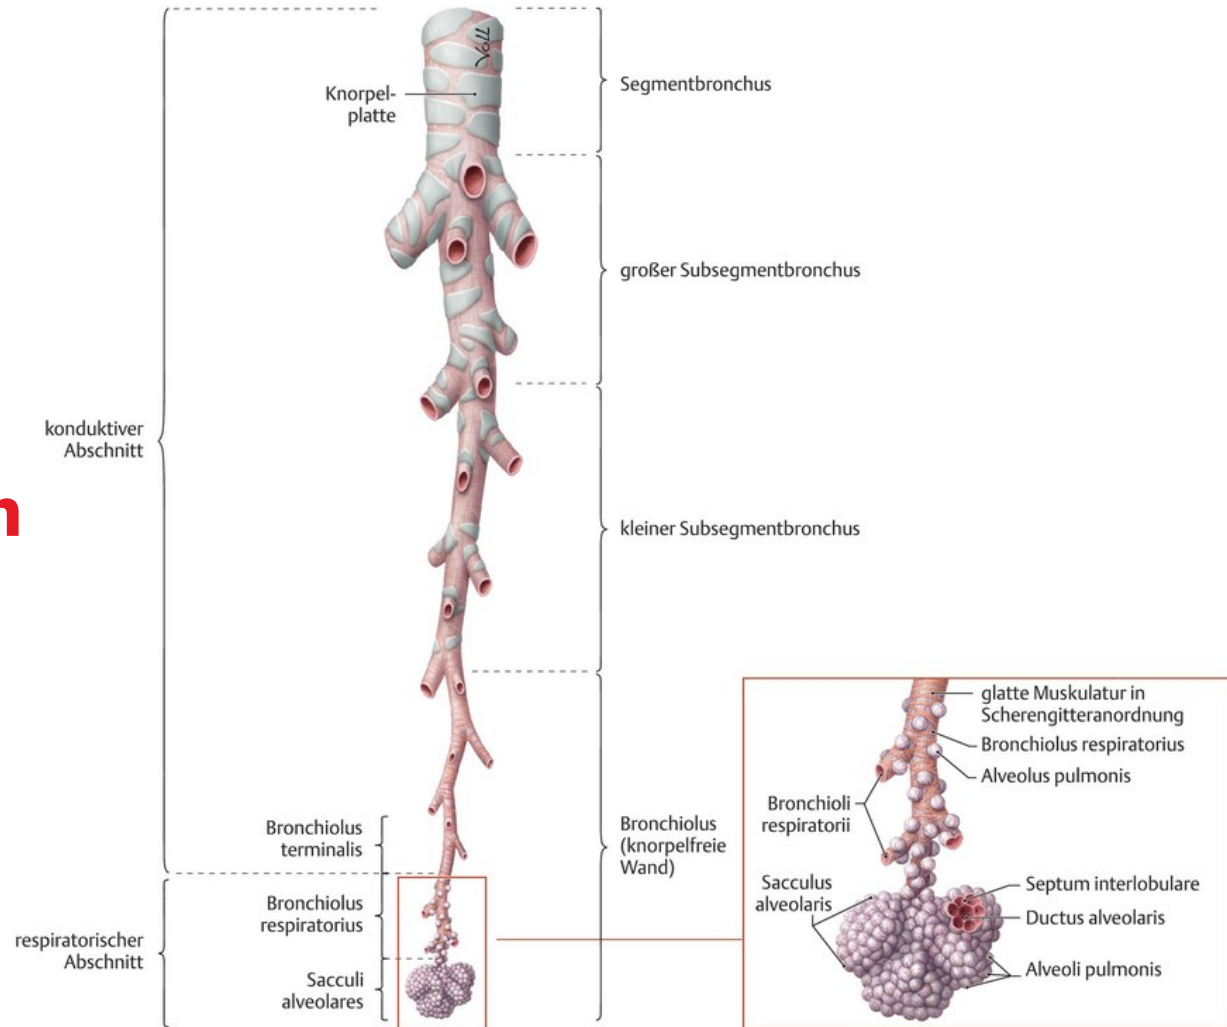 Knorpel-
platte
Segmentbronchus
großer Subsegmentbronchus
konduktiver
Abschnitt
n
kleiner Subsegmentbronchus
glatte Muskulatur in
Scherengitteranordnung
Bronchiolus respiratorius
Alveolus pulmonis
Bronchioli
respiratorii
Bronchiolus
terminalis
Bronchiolus
(knorpelfreie
Wand)
Sacculus
alveolaris
Septum interlobulare
Ductus alveolaris
Alveoli pulmonis
Bronchiolus
respiratorius
respiratorischer
Abschnitt
Sacculi
alveolares